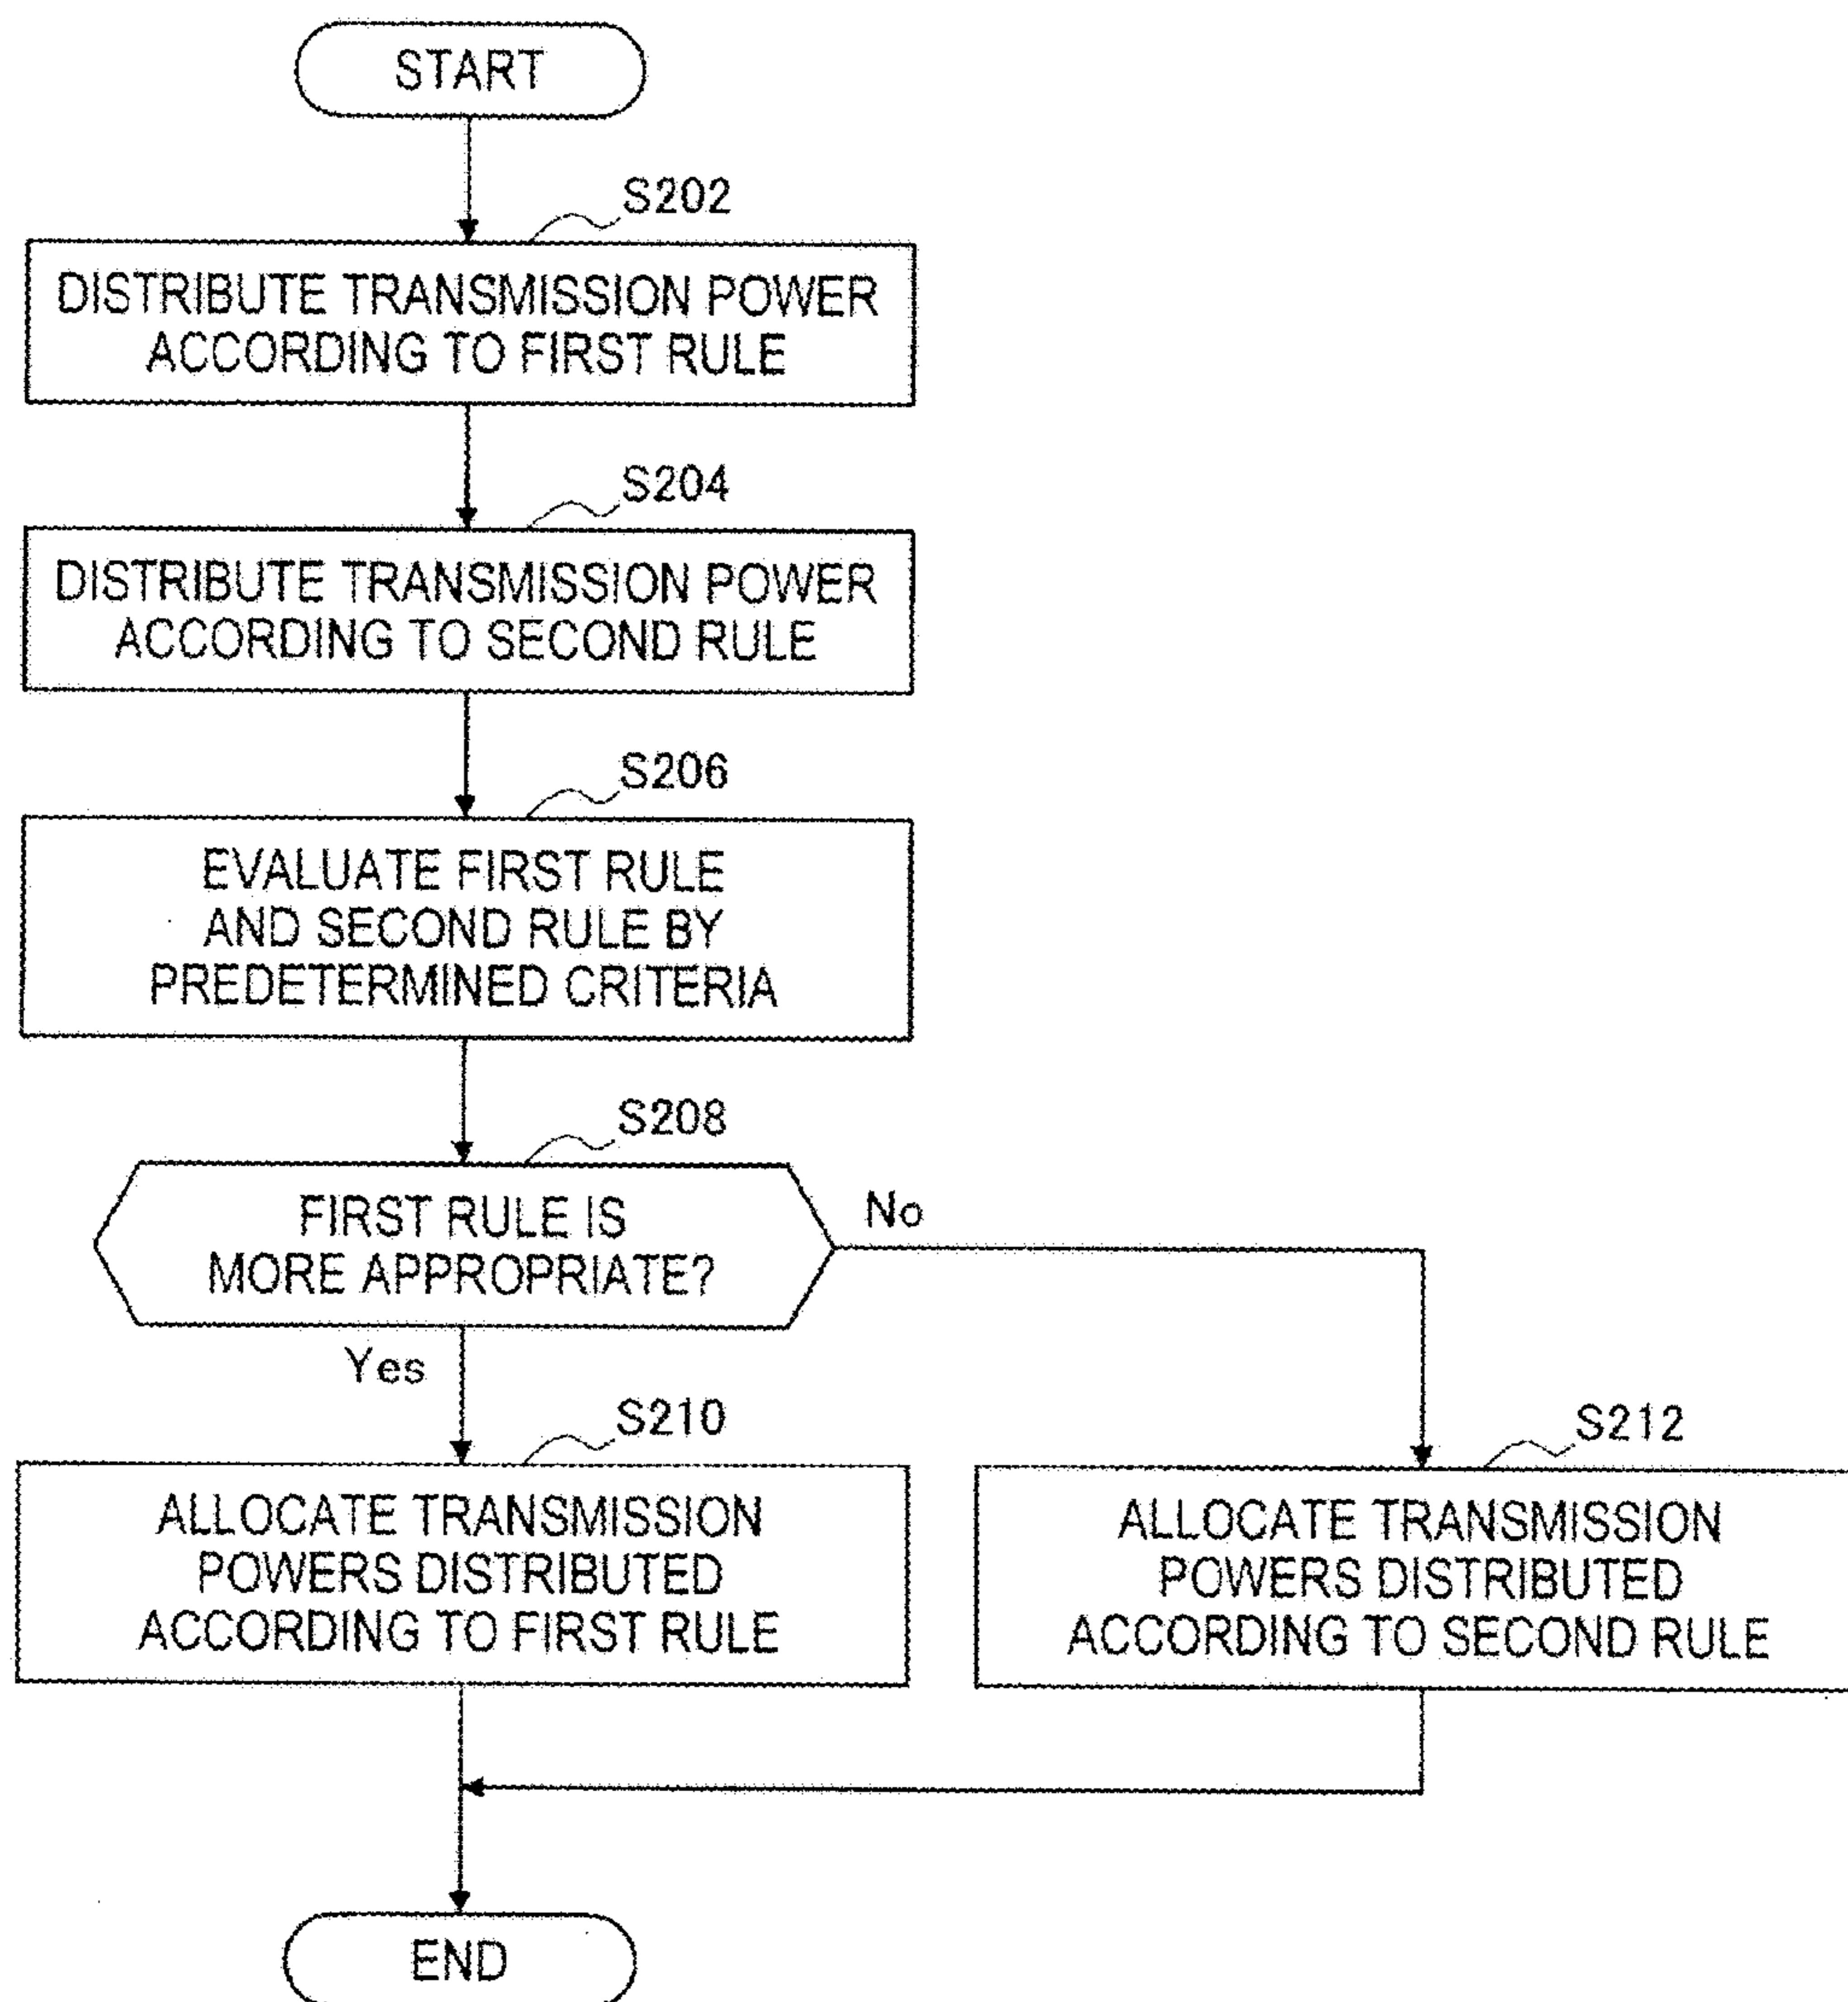 START
S202
DISTRIBUTE TRANSMISSION POWER
ACCORDING TO FIRST RULE
S204
DISTRIBUTE TRANSMISSION POWER
ACCORDING TO SECOND RULE
S206
EVALUATE FIRST RULE
AND SECOND RULE BY
PREDETERMINED CRITERIA
S208
FIRST RULE IS
MORE APPROPRIATE?
No
Yes
S210
ALLOCATE TRANSMISSION
POWERS DISTRIBUTED
ACCORDING TO FIRST RULE
S212
ALLOCATE TRANSMISSION
POWERS DISTRIBUTED
ACCORDING TO SECOND RULE
END